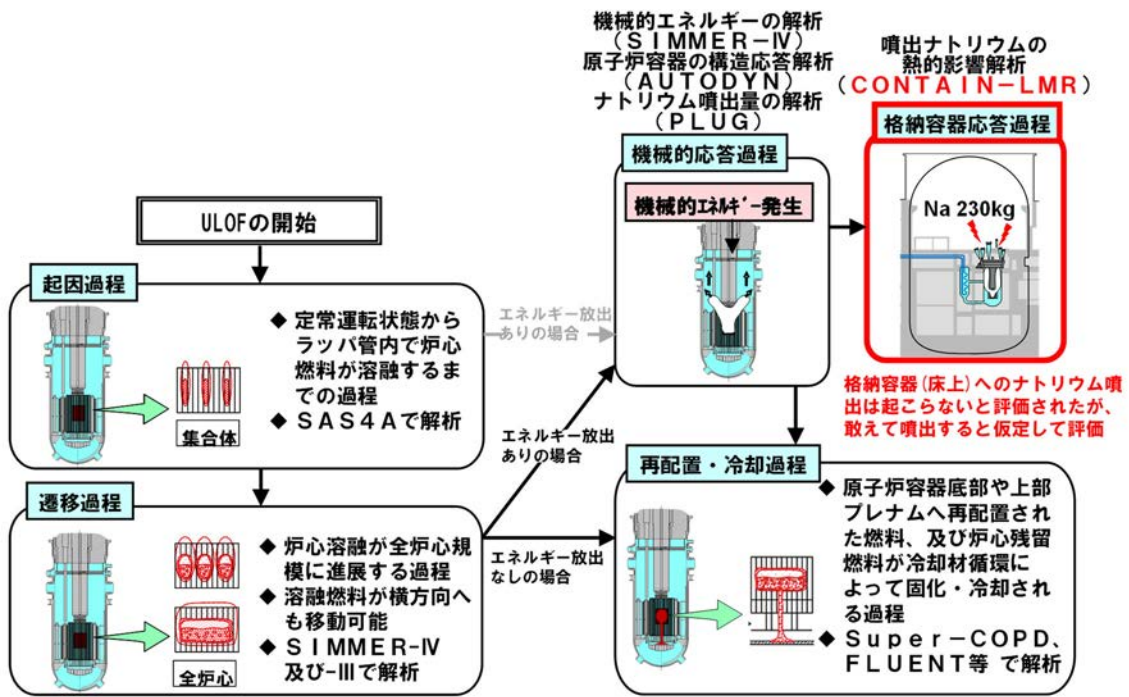 機械的エネルギーの解析
(SIMMER-Ⅳ)
原子炉容器の構造応答解析
(AUTODYN)
ナトリウム噴出量の解析
(PLUG)
噴出ナトリウムの
熱的影響解析
(CONTAIN-LMR)
格納容器応答過程
Na 230kg
格納容器(床上)へのナトリウム噴
出は起こらないと評価されたが、
敢えて噴出すると仮定して評価
機械的応答過程
機械的エネルギー発生
ULOFの開始
起因過程
◆ 定常運転状態から
ラッパ管内で炉心
燃料が溶融するま
での過程
◆ SAS4Aで解析
集合体
エネルギー放出
ありの場合
エネルギー放出
ありの場合
エネルギー放出
なしの場合
遷移過程
◆ 炉心溶融が全炉心規
模に進展する過程
◆ 溶融燃料が横方向へ
も移動可能
◆ SIMMER-Ⅳ
及び-Ⅲで解析
全炉心
再配置・冷却過程
◆ 原子炉容器底部や上部
プレナムへ再配置され
た燃料、及び炉心残留
燃料が冷却材循環に
よって固化・冷却され
る過程
◆ Super-COPD、
FLUENT等 で解析